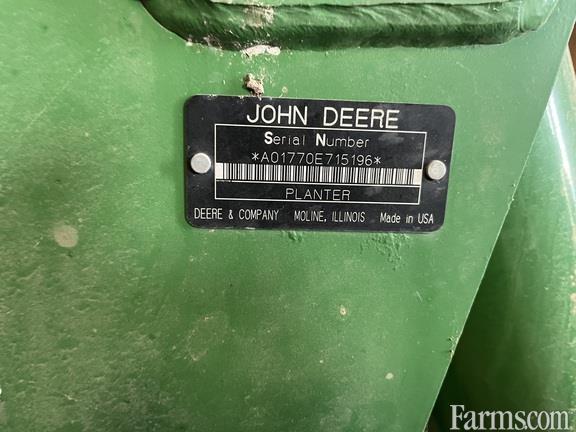 JOHN DEERE
Serial Number
*A01770E715196*
PLANTER
DEERE & COMPANY MOLINE, ILLINOIS Made in USA
Farms.com